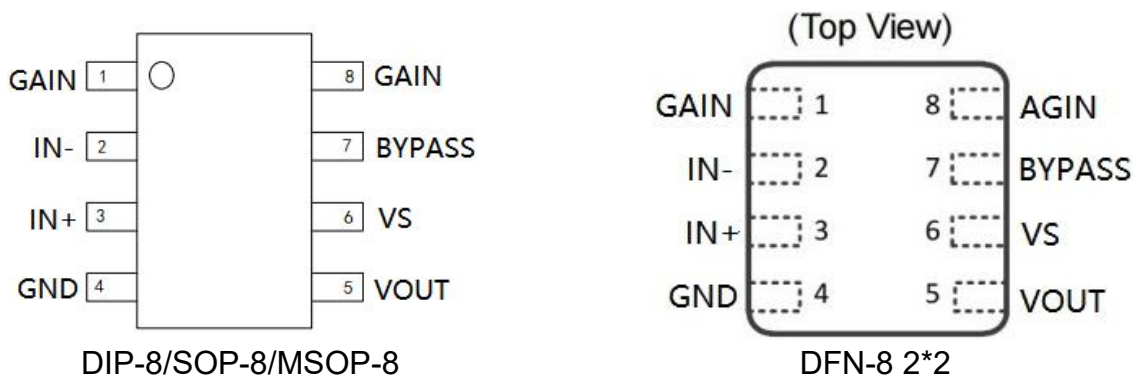 GAIN 1 8 GAIN
IN- 2 7 BYPASS
IN+ 3 6 VS
GND 4 5 VOUT
DIP-8/SOP-8/MSOP-8
(Top View)
GAIN 1 8 AGIN
IN- 2 7 BYPASS
IN+ 3 6 VS
GND 4 5 VOUT
DFN-8 2*2